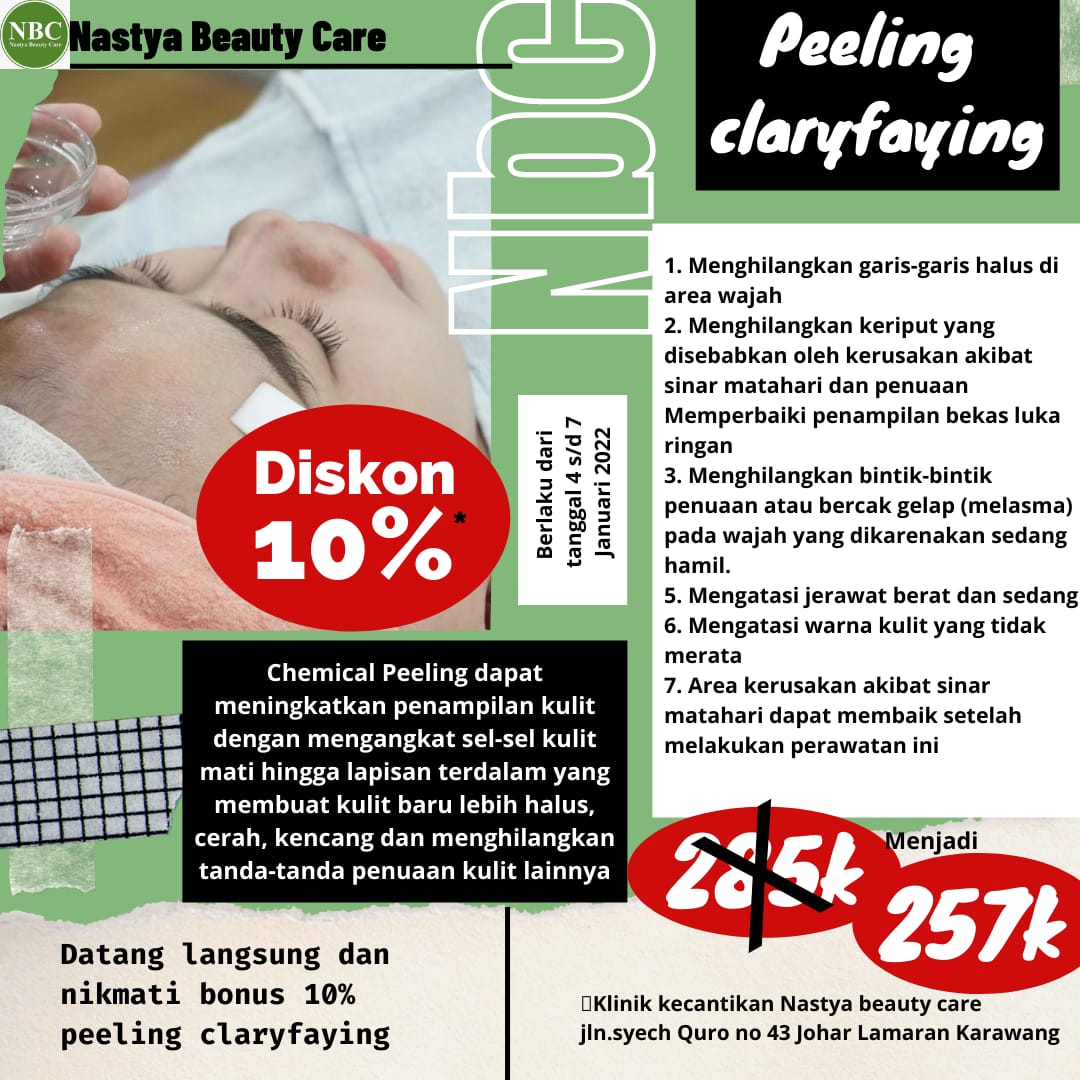 NBC
Nastya Beauty Care
Nastya Beauty Care
Nbc
Peeling
claryfaying
1. Menghilangkan garis-garis halus di
area wajah
2. Menghilangkan keriput yang
disebabkan oleh kerusakan akibat
sinar matahari dan penuaan
Memperbaiki penampilan bekas luka
ringan
3. Menghilangkan bintik-bintik
penuaan atau bercak gelap (melasma)
pada wajah yang dikarenakan sedang
hamil.
5. Mengatasi jerawat berat dan sedang
6. Mengatasi warna kulit yang tidak
merata
7. Area kerusakan akibat sinar
matahari dapat membaik setelah
melakukan perawatan ini
Diskon
10%*
Berlaku dari
tanggal 4 s/d 7
Januari 2022
Chemical Peeling dapat
meningkatkan penampilan kulit
dengan mengangkat sel-sel kulit
mati hingga lapisan terdalam yang
membuat kulit baru lebih halus,
cerah, kencang dan menghilangkan
tanda-tanda penuaan kulit lainnya
285k
Menjadi
257k
Datang langsung dan
nikmati bonus 10%
peeling claryfaying
Klinik kecantikan Nastya beauty care
jln.syech Quro no 43 Johar Lamaran Karawang